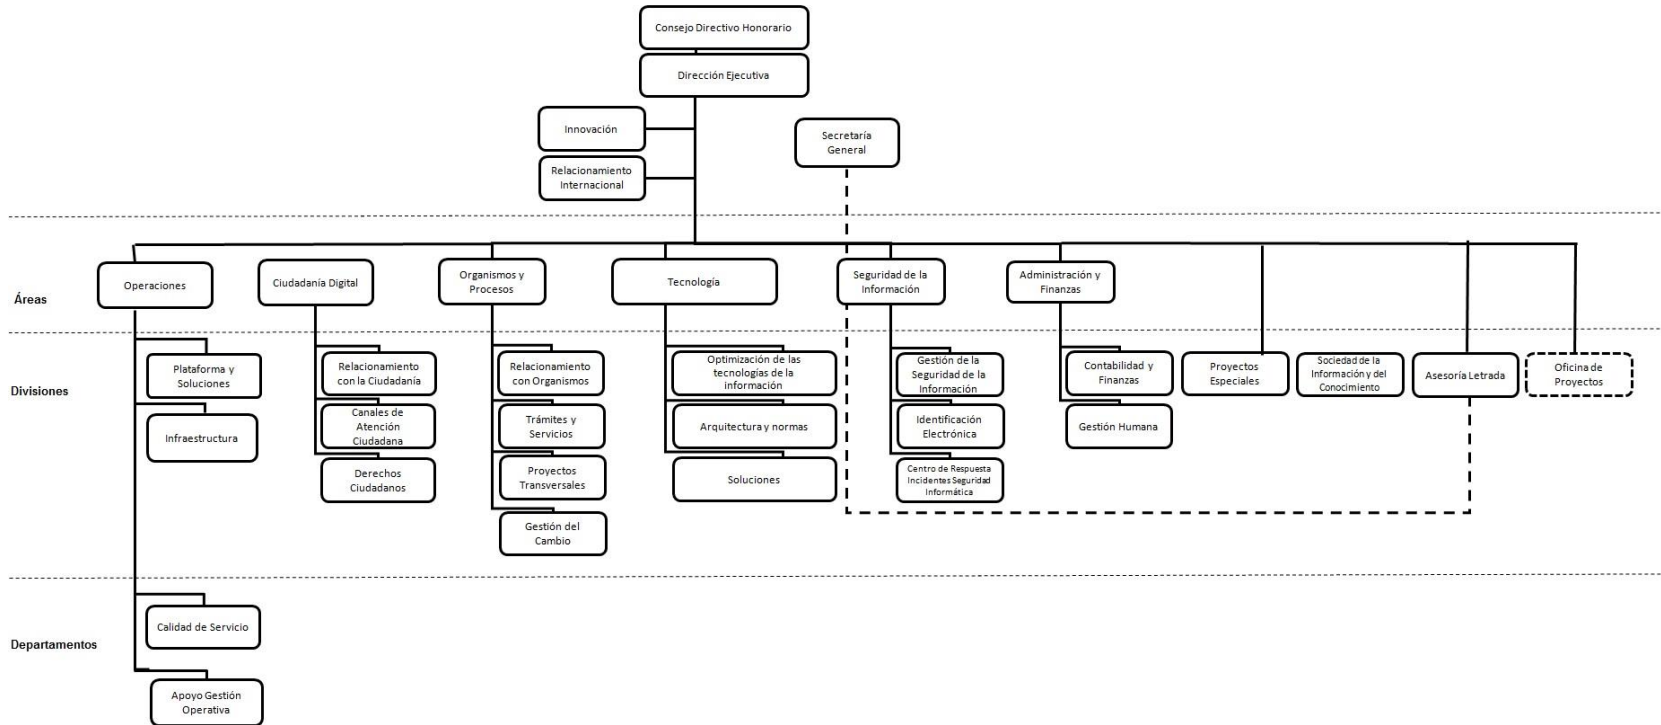 Consejo Directivo Honorario
Dirección Ejecutiva
Innovación
Secretaría
General
Relacionamiento
Internacional
Áreas
Operaciones
Ciudadanía Digital
Organismos y
Procesos
Tecnología
Seguridad de la
Información
Administración y
Finanzas
Divisiones
Plataforma y
Soluciones
Infraestructura
Relacionamiento
con la Ciudadanía
Canales de
Atención
Ciudadana
Derechos
Ciudadanos
Relacionamiento
con Organismos
Trámites y
Servicios
Proyectos
Transversales
Gestión del
Cambio
Optimización de las
tecnologías de la
información
Arquitectura y normas
Soluciones
Gestión de la
Seguridad de la
Información
Identificación
Electrónica
Centro de Respuesta
Incidentes Seguridad
Informática
Contabilidad y
Finanzas
Gestión Humana
Proyectos
Especiales
Sociedad de la
Información y del
Conocimiento
Asesoría Letrada
Oficina de
Proyectos
Departamentos
Calidad de Servicio
Apoyo Gestión
Operativa